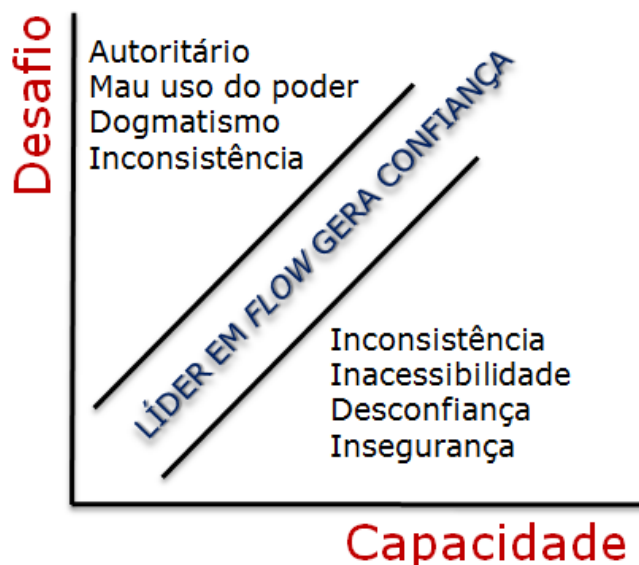 Desafio
Autoritário
Mau uso do poder
Dogmatismo
Inconsistência
LÍDER EM FLOW GERA CONFIANÇA
Inconsistência
Inacessibilidade
Desconfiança
Insegurança
Capacidade